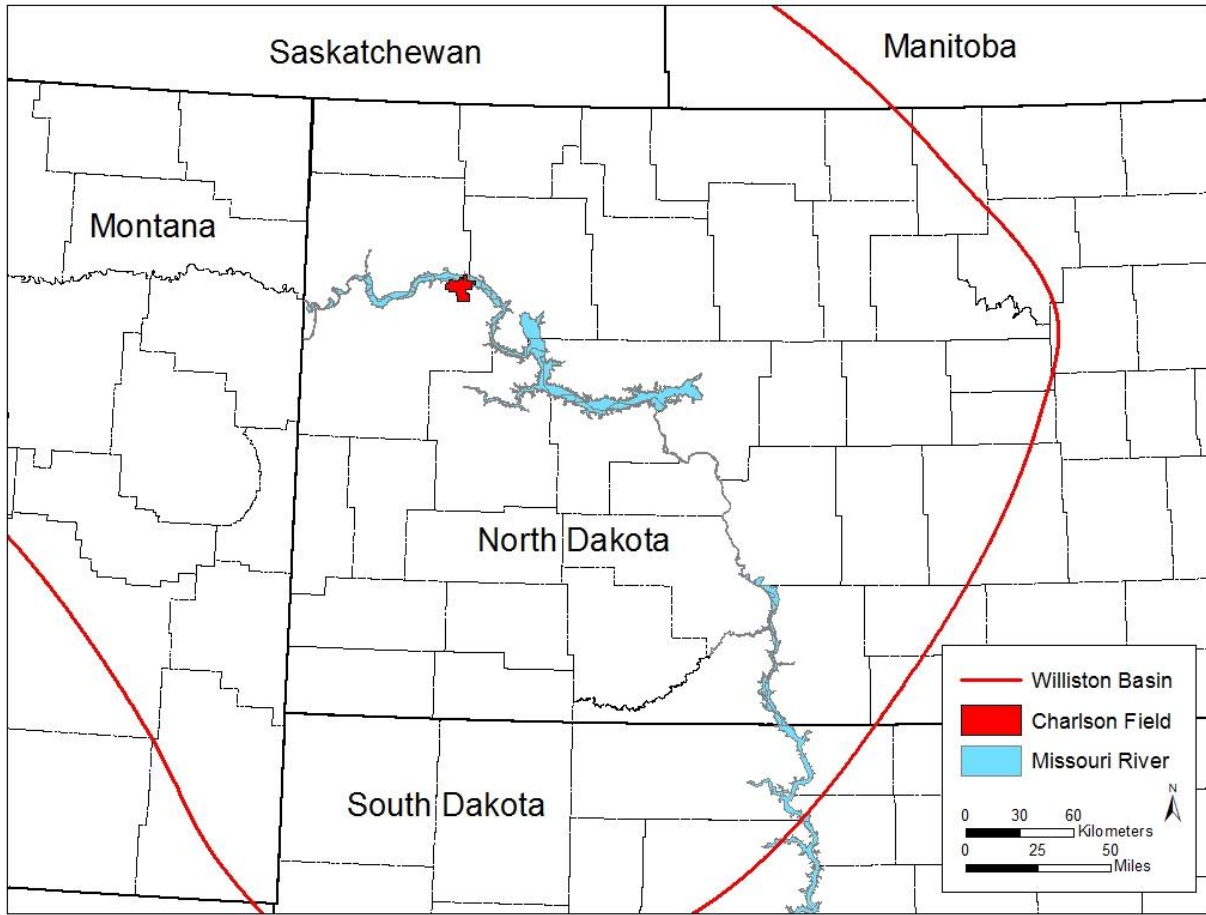 Saskatchewan
Manitoba
Montana
North Dakota
South Dakota
Williston Basin
Charlson Field
Missouri River
N
0 30 60
Kilometers
0 25 50
Miles